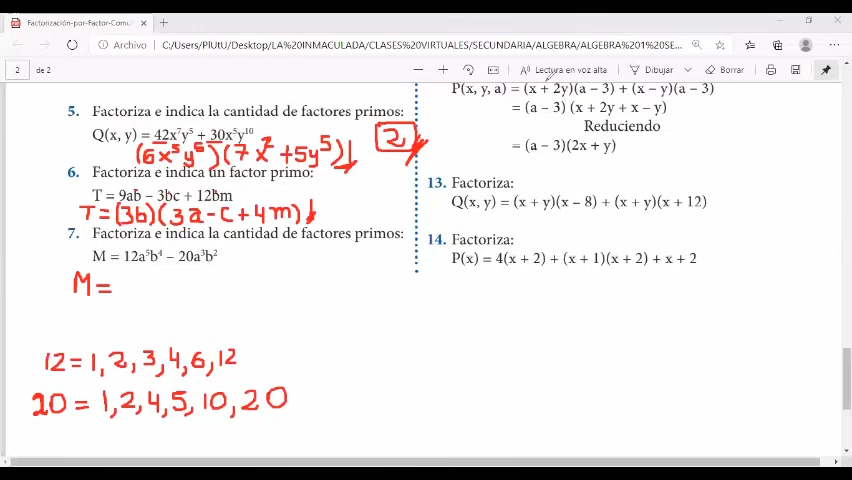 Factorización-por-Factor-Comú
Archivo C:/Users/PlUtU/Desktop/LA%20INMACULADA/CLASES%20VIRTUALES/SECUNDARIA/ALGEBRA/ALGEBRA%201%20SE...
2 de 2
Lectura en voz alta Dibujar Borrar
5. Factoriza e indica la cantidad de factores primos:
Q(x, y) = 42x⁷y⁵ + 30x⁵y¹⁰
(6x⁵y⁵)(7x²+5y⁵)
2
6. Factoriza e indica un factor primo:
T = 9ab – 3bc + 12bm
T=(3b)(3a-c+4m)
7. Factoriza e indica la cantidad de factores primos:
M = 12a⁵b⁴ – 20a³b²
M=
12=1,2,3,4,6,12
20=1,2,4,5,10,20
P(x, y, a) = (x + 2y)(a – 3) + (x – y)(a – 3)
= (a – 3) (x + 2y + x – y)
Reduciendo
= (a – 3)(2x + y)
13. Factoriza:
Q(x, y) = (x + y)(x – 8) + (x + y)(x + 12)
14. Factoriza:
P(x) = 4(x + 2) + (x + 1)(x + 2) + x + 2